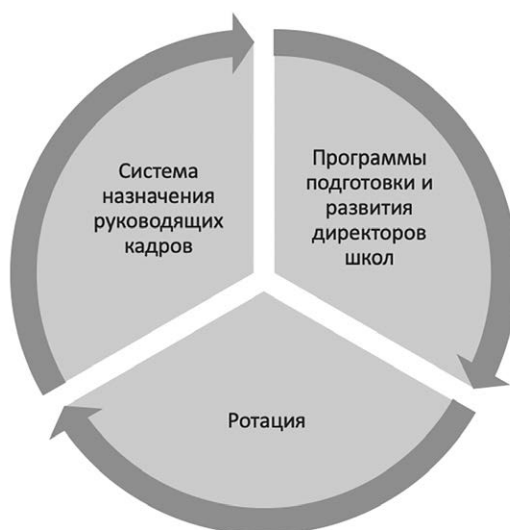 Система
назначения
руководящих
кадров
Программы
подготовки и
развития
директоров
школ
Ротация